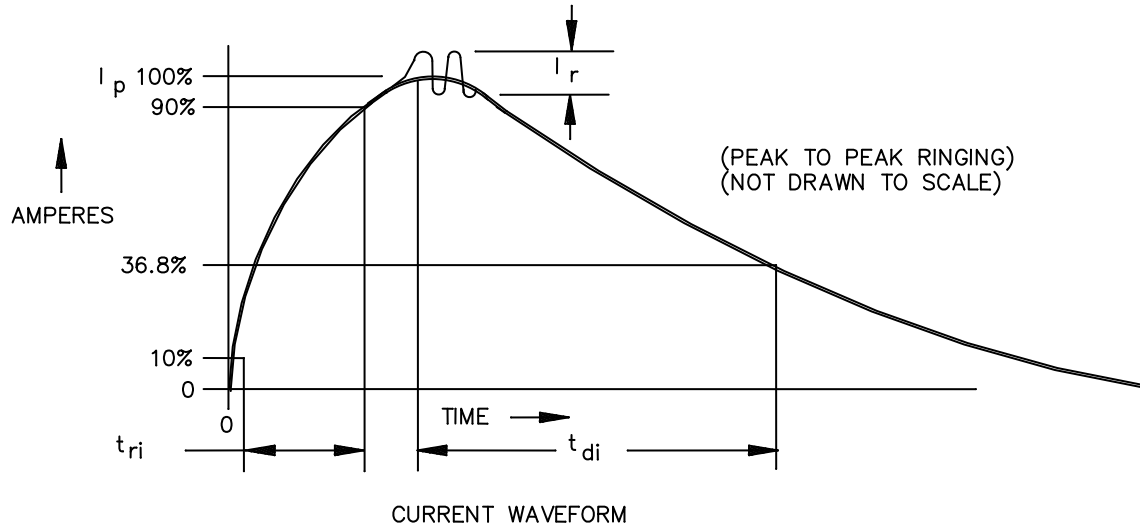 I p 100%
90%
I r
(PEAK TO PEAK RINGING)
(NOT DRAWN TO SCALE)
AMPERES
36.8%
10%
0
0
TIME
t ri
t di
CURRENT WAVEFORM